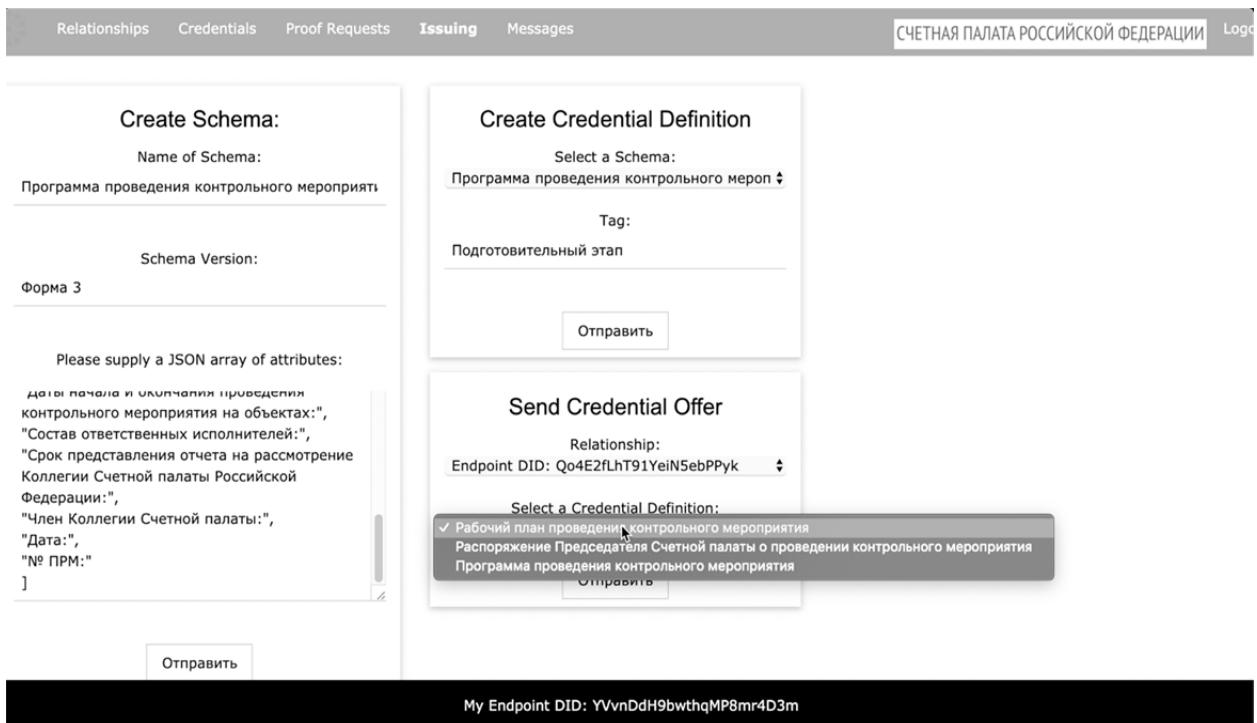 Relationships Credentials Proof Requests Issuing Messages СЧЕТНАЯ ПАЛАТА РОССИЙСКОЙ ФЕДЕРАЦИИ
Create Schema:
Name of Schema:
Программа проведения контрольного мероприяти
Schema Version:
Форма 3
Please supply a JSON array of attributes:
"Даты начала и окончания проведения
контрольного мероприятия на объектах:",
"Состав ответственных исполнителей:",
"Срок представления отчета на рассмотрение
Коллегии Счетной палаты Российской
Федерации:",
"Член Коллегии Счетной палаты:",
"Дата:",
"№ ПРМ:"
]
Отправить
Create Credential Definition
Select a Schema:
Программа проведения контрольного мероп
Tag:
Подготовительный этап
Отправить
Send Credential Offer
Relationship:
Endpoint DID: Qo4E2fLhT91YeiN5ebPPyk
Select a Credential Definition:
✓ Рабочий план проведения контрольного мероприятия
Распоряжение Председателя Счетной палаты о проведении контрольного мероприятия
Программа проведения контрольного мероприятия
Отправить
My Endpoint DID: YVvnDdH9bwthqMP8mr4D3m